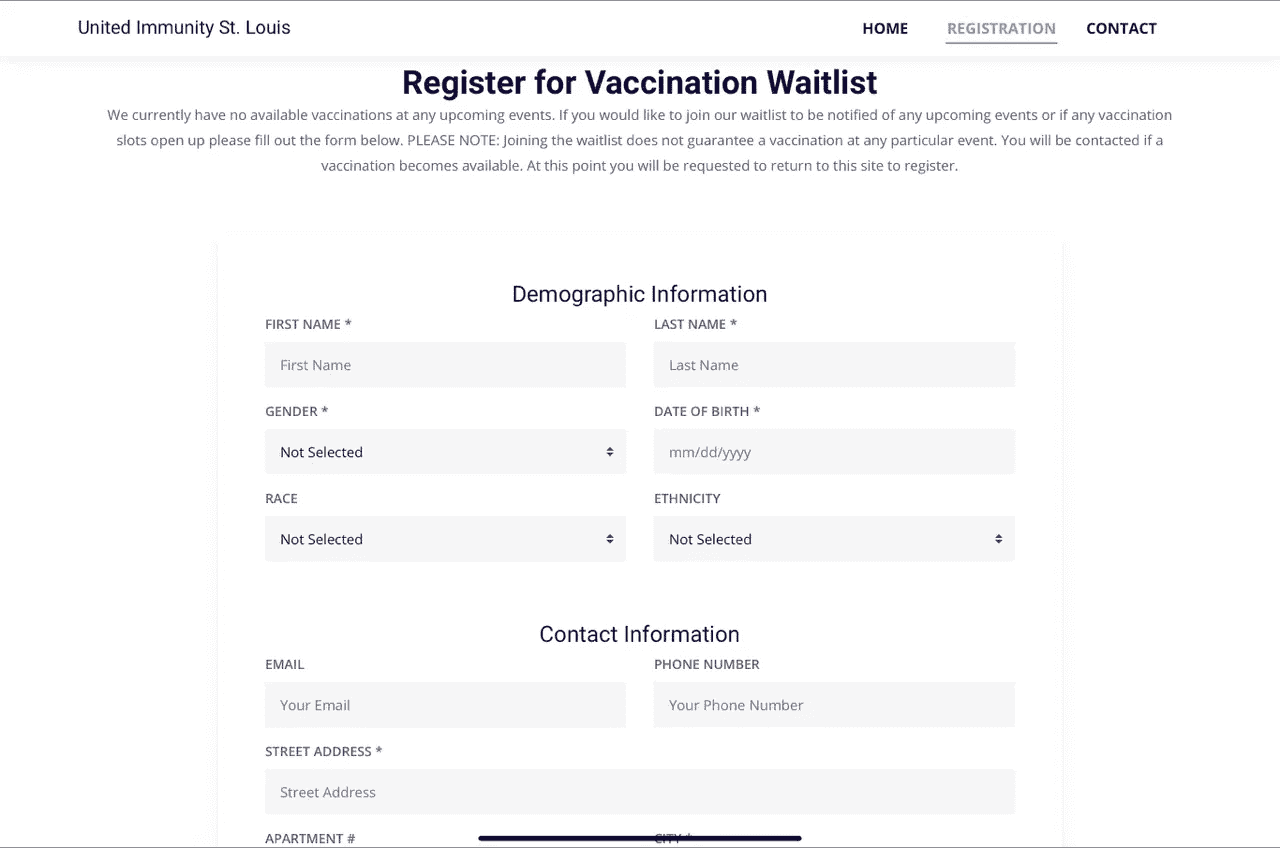 United Immunity St. Louis
HOME REGISTRATION CONTACT
Register for Vaccination Waitlist
We currently have no available vaccinations at any upcoming events. If you would like to join our waitlist to be notified of any upcoming events or if any vaccination
slots open up please fill out the form below. PLEASE NOTE: Joining the waitlist does not guarantee a vaccination at any particular event. You will be contacted if a
vaccination becomes available. At this point you will be requested to return to this site to register.
Demographic Information
FIRST NAME * LAST NAME *
First Name Last Name
GENDER * DATE OF BIRTH *
Not Selected mm/dd/yyyy
RACE ETHNICITY
Not Selected Not Selected
Contact Information
EMAIL PHONE NUMBER
Your Email Your Phone Number
STREET ADDRESS *
Street Address
APARTMENT # CITY *